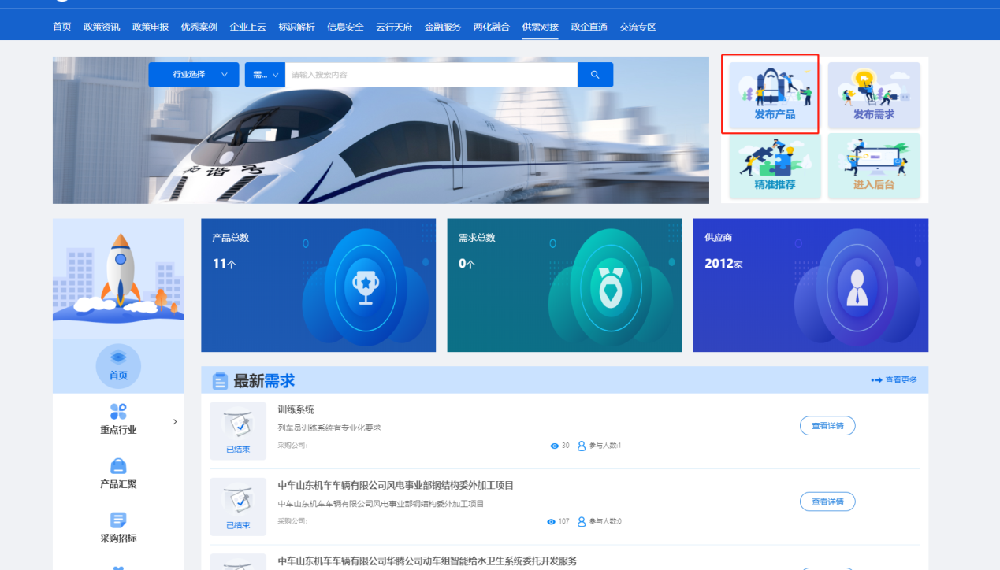 首页 政策资讯 政策申报 优秀案例 企业上云 标识解析 信息安全 云行天府 金融服务 两化融合 供需对接 政企直通 交流专区
行业选择 需... 请输入搜索内容
和谐号
发布产品 发布需求
精准推荐 进入后台
产品总数
11个
需求总数
0个
供应商
2012家
首页
重点行业
产品汇聚
采购招标
最新需求 查看更多
训练系统
列车员训练系统有专业化要求
采购公司:
30 参与人数:1
已结束
查看详情
中车山东机车车辆有限公司风电事业部钢结构委外加工项目
中车山东机车车辆有限公司风电事业部钢结构委外加工项目
采购公司:
107 参与人数:0
已结束
查看详情
中车山东机车车辆有限公司华腾公司动车组智能给水卫生系统委托开发服务